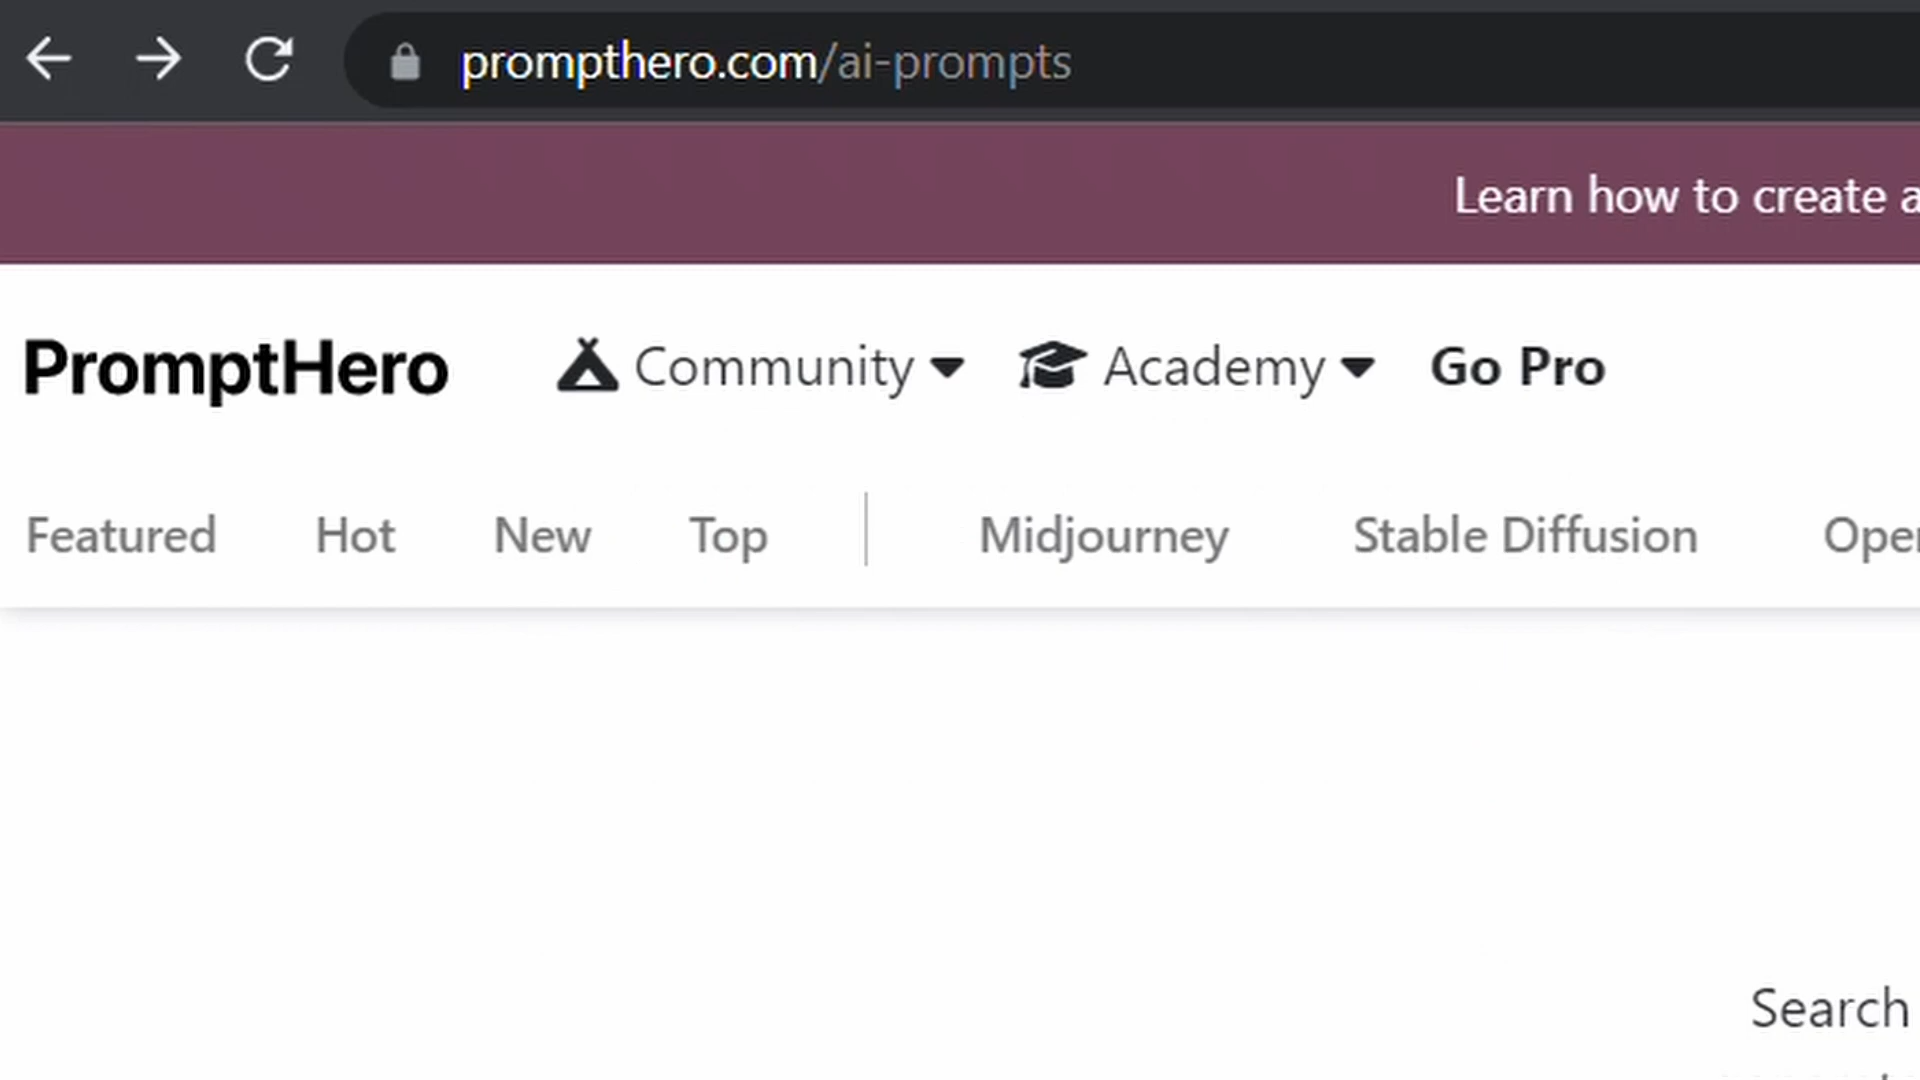 prompthero.com/ai-prompts
Learn how to create a
PromptHero Community Academy Go Pro
Featured Hot New Top Midjourney Stable Diffusion Oper
Search